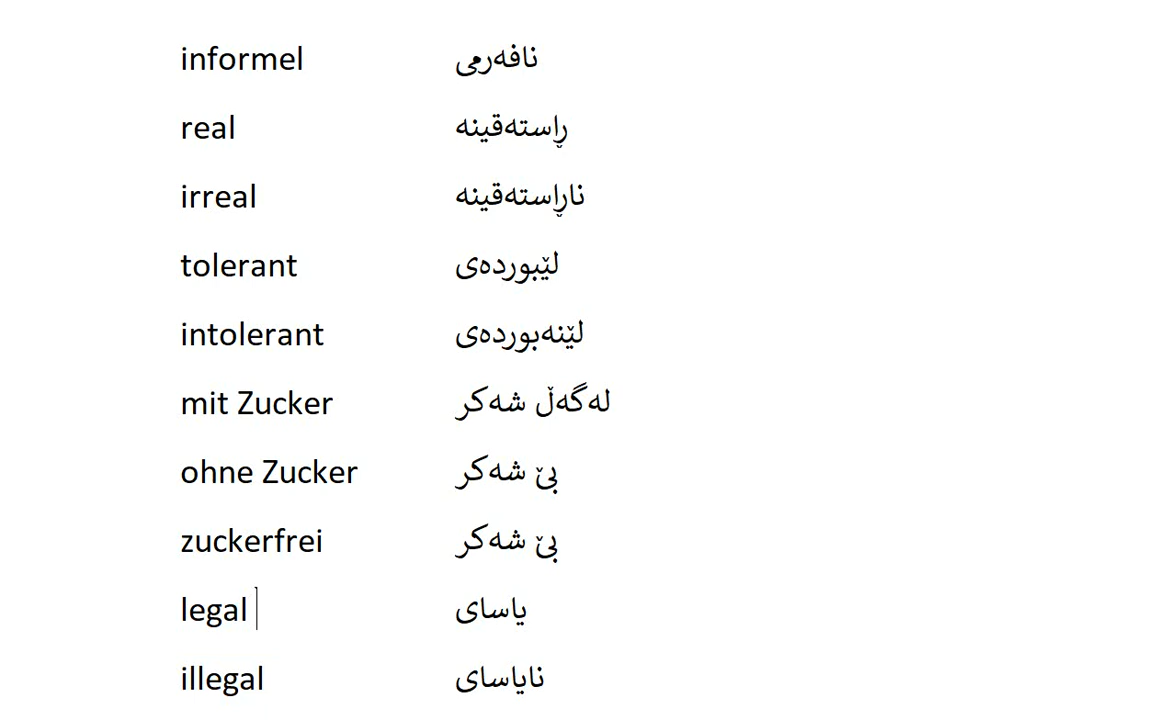 informel نافەرمی
real ڕاستەقینە
irreal ناڕاستەقینە
tolerant لێبوردەی
intolerant لێنەبوردەی
mit Zucker لەگەڵ شەکر
ohne Zucker بێ شەکر
zuckerfrei بێ شەکر
legal یاسای
illegal نایاسای